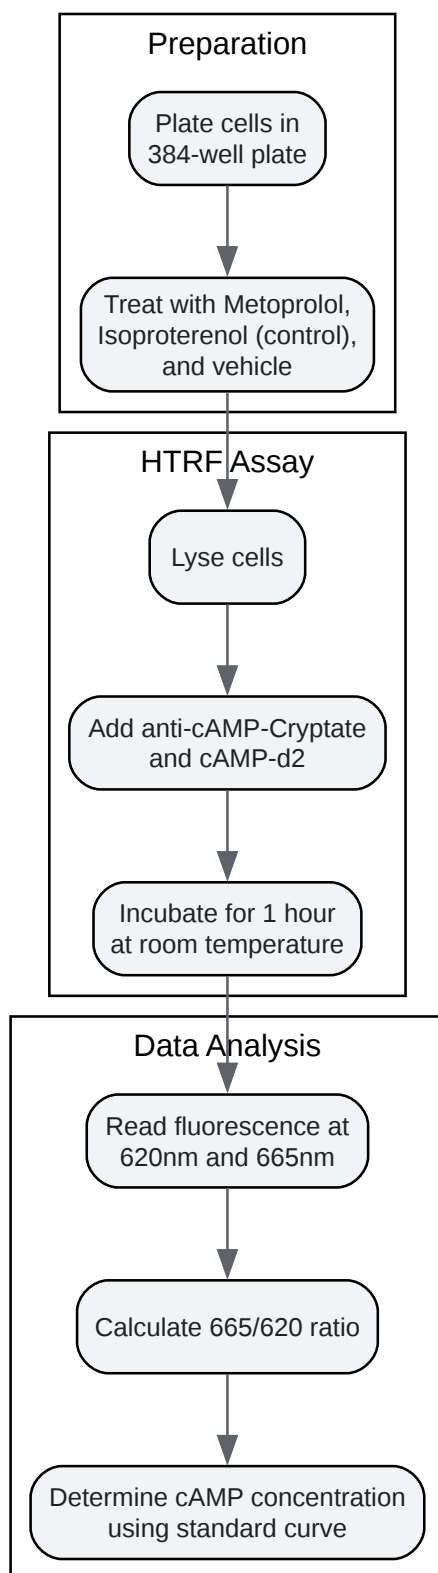 Preparation
Plate cells in
384-well plate
Treat with Metoprolol,
Isoproterenol (control),
and vehicle
HTRF Assay
Lyse cells
Add anti-cAMP-Cryptate
and cAMP-d2
Incubate for 1 hour
at room temperature
Data Analysis
Read fluorescence at
620nm and 665nm
Calculate 665/620 ratio
Determine cAMP concentration
using standard curve